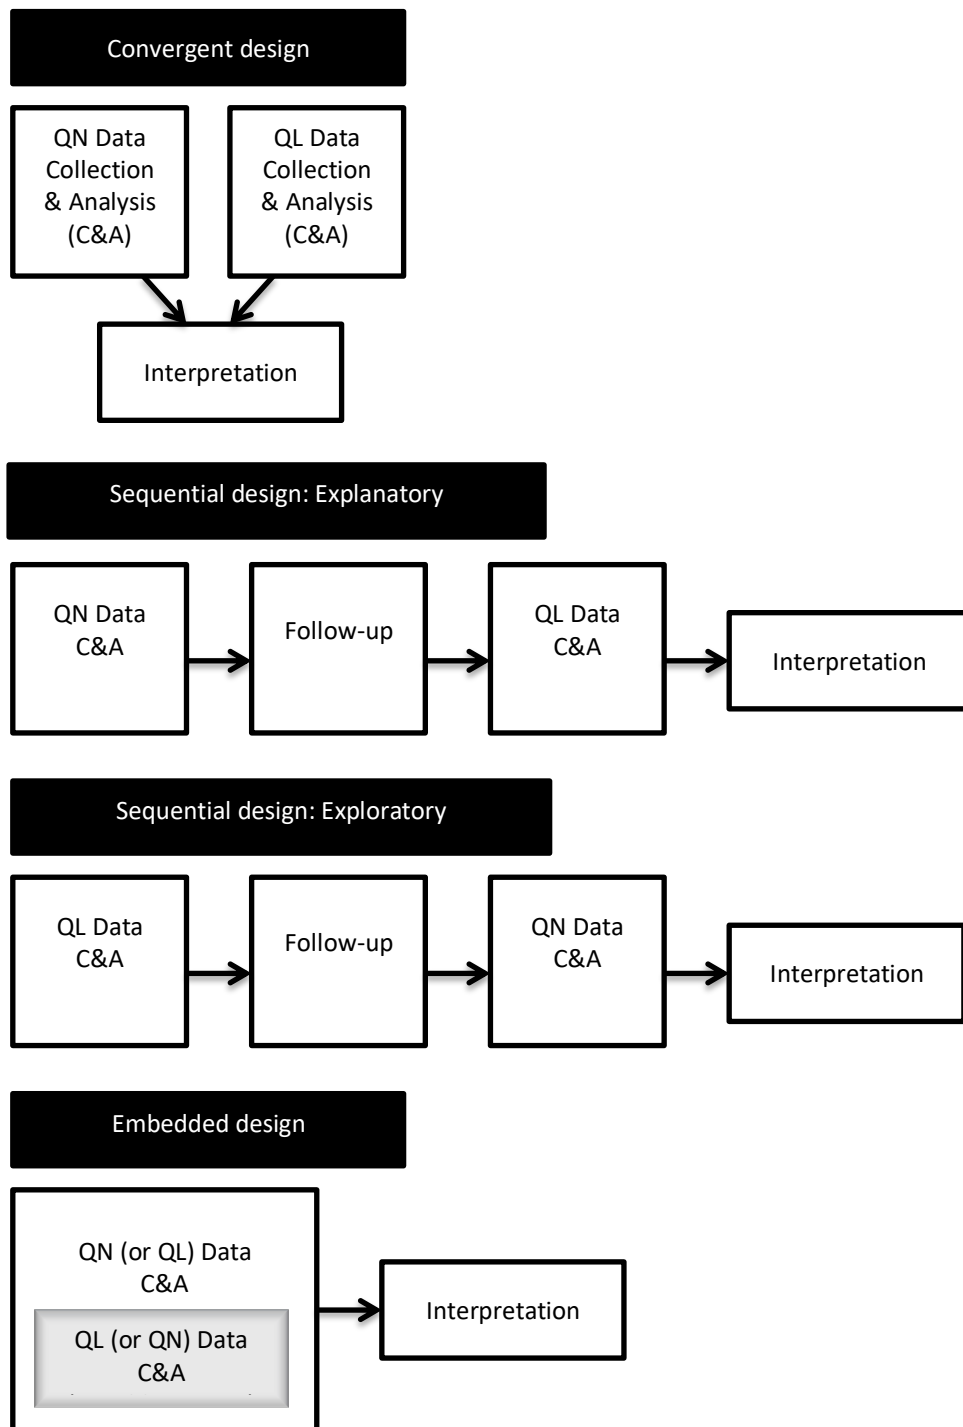 Convergent design
QN Data
Collection
& Analysis
(C&A)
QL Data
Collection
& Analysis
(C&A)
Interpretation
Sequential design: Explanatory
QN Data
C&A
Follow-up
QL Data
C&A
Interpretation
Sequential design: Exploratory
QL Data
C&A
Follow-up
QN Data
C&A
Interpretation
Embedded design
QN (or QL) Data
C&A
QL (or QN) Data
C&A
Interpretation